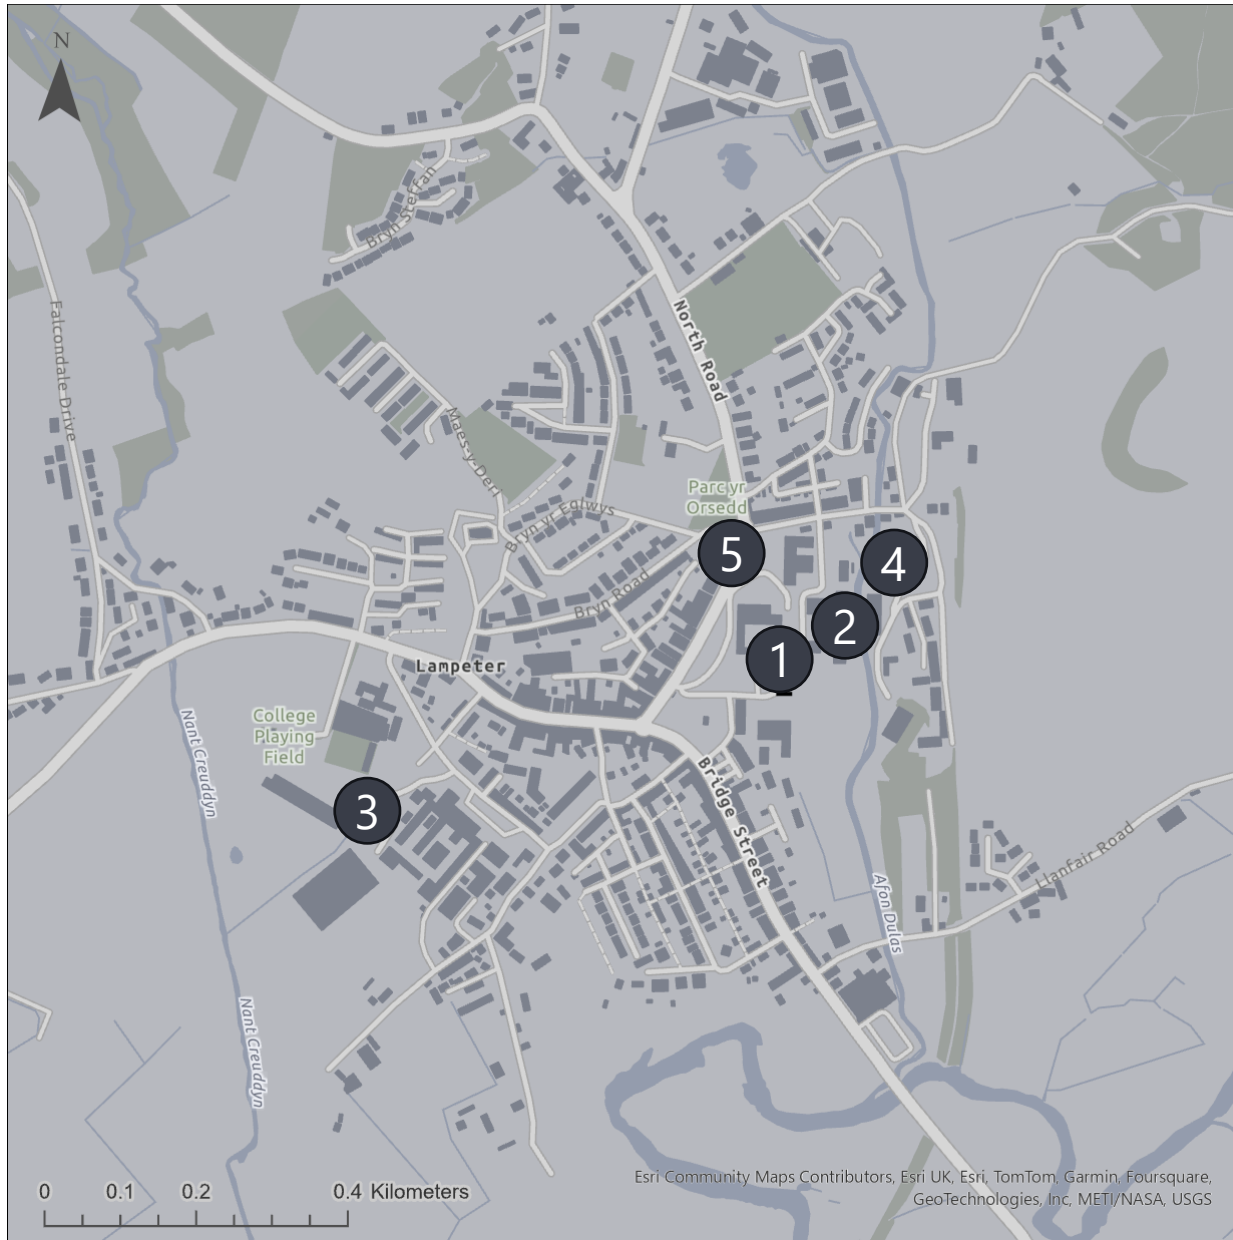 N
Bryn Steffan
Falcondale Drive
North Road
Maes-y-Deri
Parc yr
Orsedd
Bryn yr Eglwys
5
4
Bryn Road
2
1
Lampeter
College
Playing
Field
Nant Creuddyn
3
Bridge Street
Llanfair Road
Afon Dulas
Nant Creuddyn
0 0.1 0.2 0.4 Kilometers
Esri Community Maps Contributors, Esri UK, Esri, TomTom, Garmin, Foursquare,
GeoTechnologies, Inc, METI/NASA, USGS